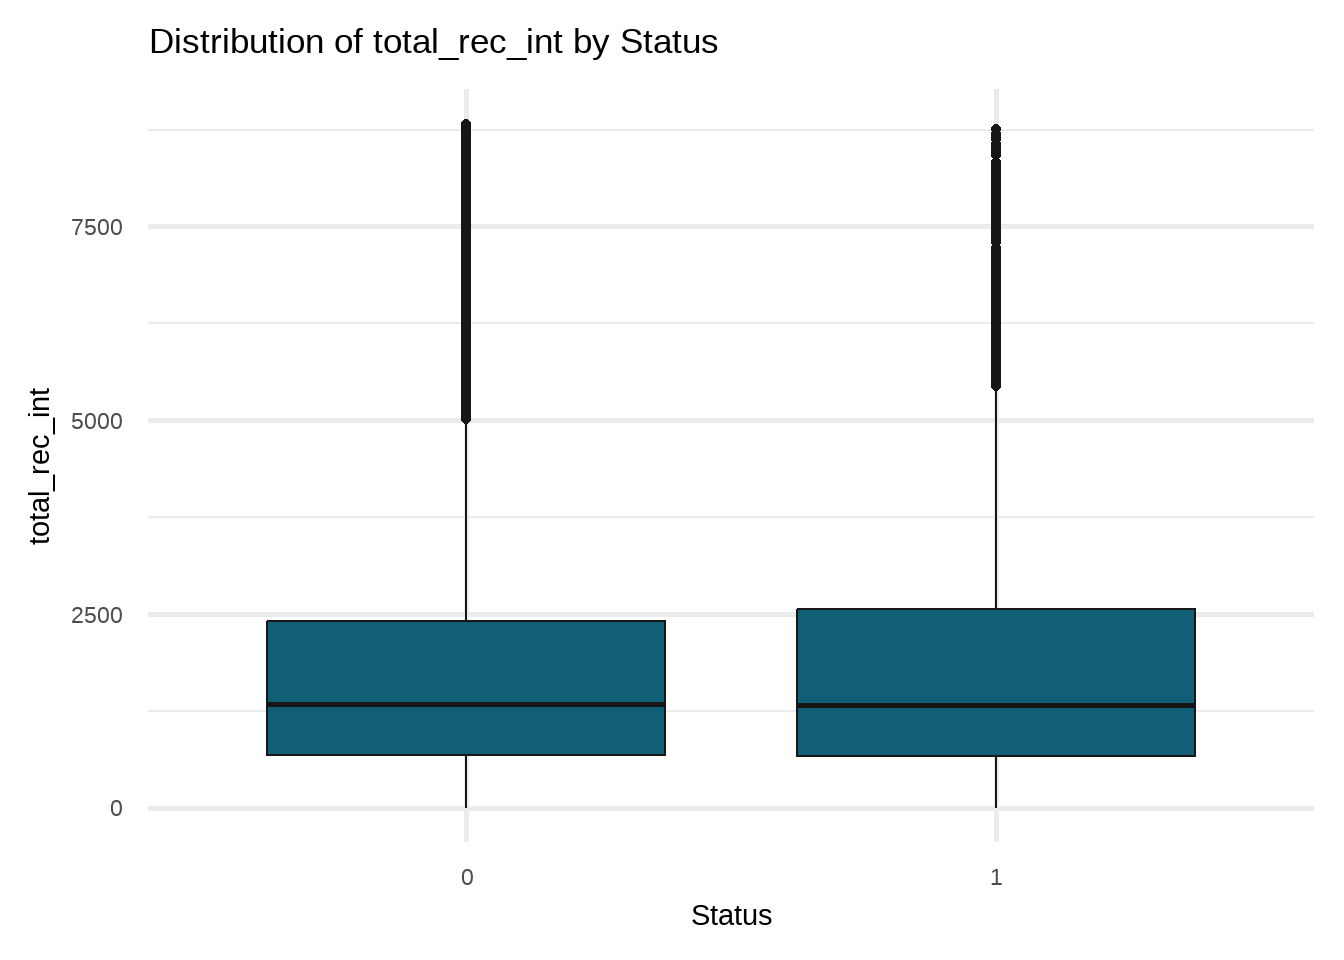 Distribution of total_rec_int by Status
total_rec_int
7500
5000
2500
0
0
1
Status